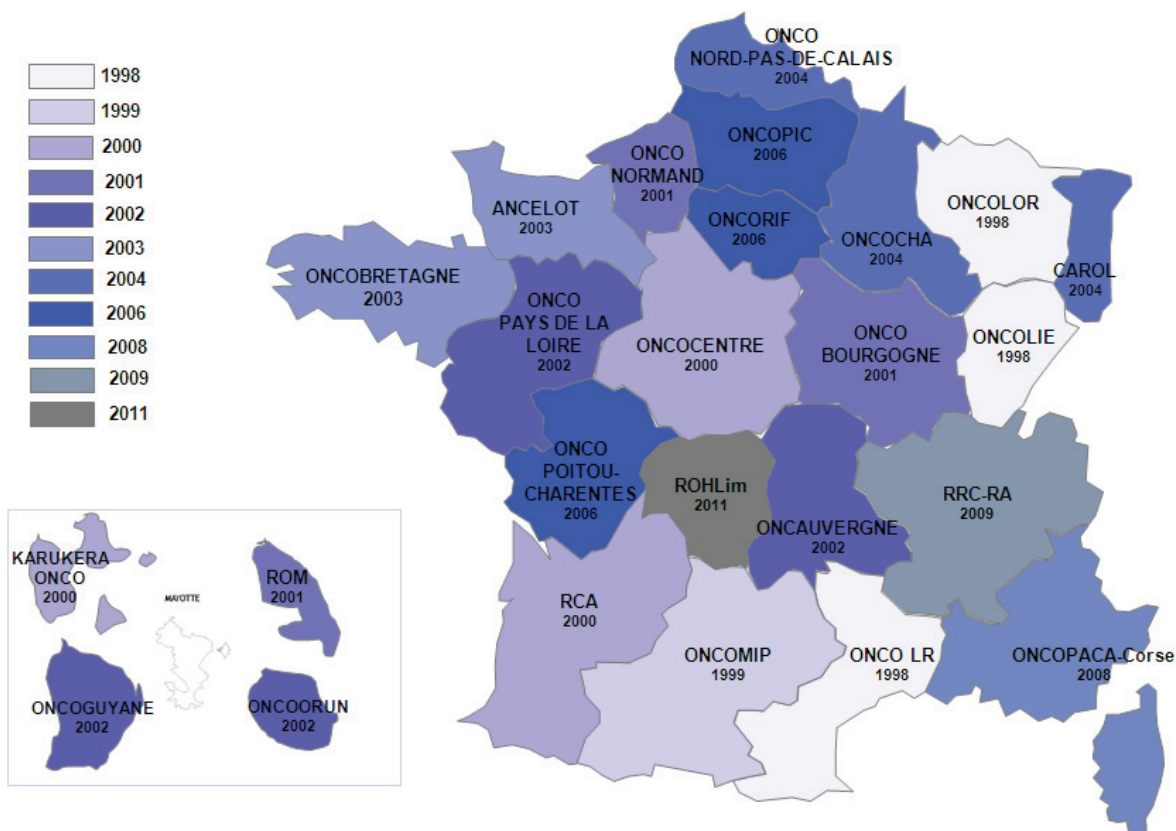 1998
1999
2000
2001
2002
2003
2004
2006
2008
2009
2011
ONCO
NORD-PAS-DE-CALAIS
2004
ONCOPIC
2006
ONCO
NORMAND
2001
ANCELOT
2003
ONCORIF
2006
ONCOCHA
2004
ONCOLOR
1998
CAROL
2004
ONCOBRETAGNE
2003
ONCO
PAYS DE LA
LOIRE
2002
ONCOCENTRE
2000
ONCO
BOURGOGNE
2001
ONCOLIE
1998
ONCO
POITOU-
CHARENTES
2006
ROHLim
2011
ONCAUVERGNE
2002
RRC-RA
2009
RCA
2000
ONCOMIP
1999
ONCO LR
1998
ONCOPACA-Corse
2008
KARUKERA
ONCO
2000
MAYOTTE
ROM
2001
ONCOGUYANE
2002
ONCOORUN
2002